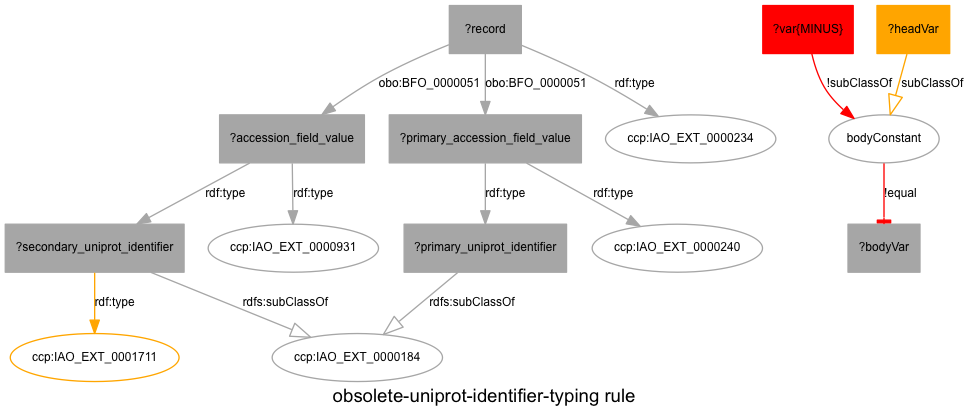 ?record
?var{MINUS}
?headVar
obo:BFO_0000051
obo:BFO_0000051
rdf:type
!subClassOf
subClassOf
?accession_field_value
?primary_accession_field_value
ccp:IAO_EXT_0000234
bodyConstant
rdf:type
rdf:type
rdf:type
rdf:type
!equal
?secondary_uniprot_identifier
ccp:IAO_EXT_0000931
?primary_uniprot_identifier
ccp:IAO_EXT_0000240
?bodyVar
rdf:type
rdfs:subClassOf
rdfs:subClassOf
ccp:IAO_EXT_0001711
ccp:IAO_EXT_0000184
obsolete-uniprot-identifier-typing rule